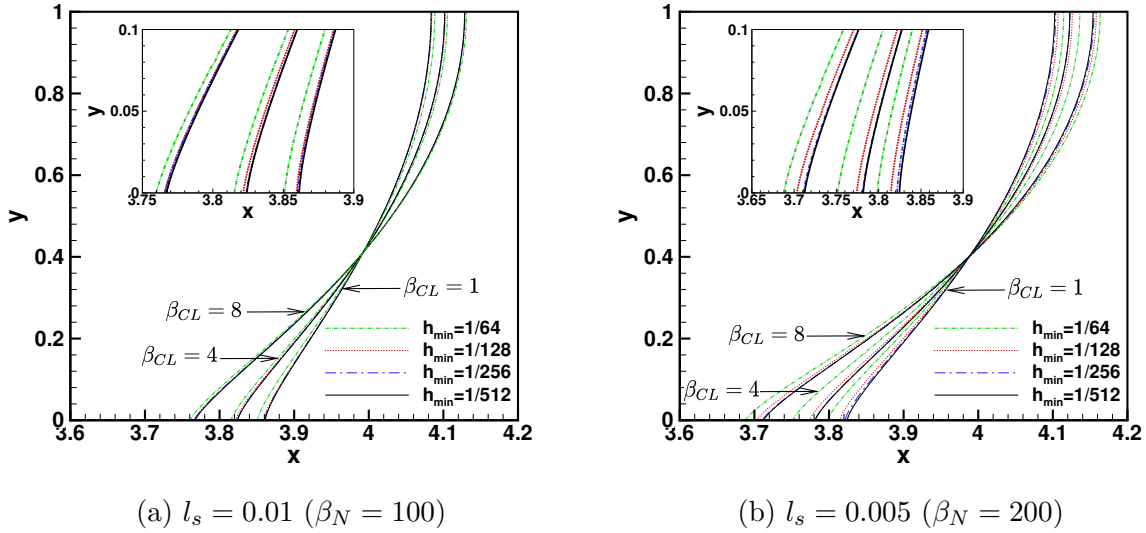 1
0.8
0.6
0.4
0.2
0
y
3.6 3.7 3.8 3.9 4 4.1 4.2
x
0.1
0.05
0
y
3.75 3.8 3.85 3.9
x
β_CL = 1
β_CL = 8
β_CL = 4
h_min=1/64
h_min=1/128
h_min=1/256
h_min=1/512
(a) l_s = 0.01 (β_N = 100)
1
0.8
0.6
0.4
0.2
0
y
3.6 3.7 3.8 3.9 4 4.1 4.2
x
0.1
0.05
0
y
3.65 3.7 3.75 3.8 3.85 3.9
x
β_CL = 1
β_CL = 8
β_CL = 4
h_min=1/64
h_min=1/128
h_min=1/256
h_min=1/512
(b) l_s = 0.005 (β_N = 200)